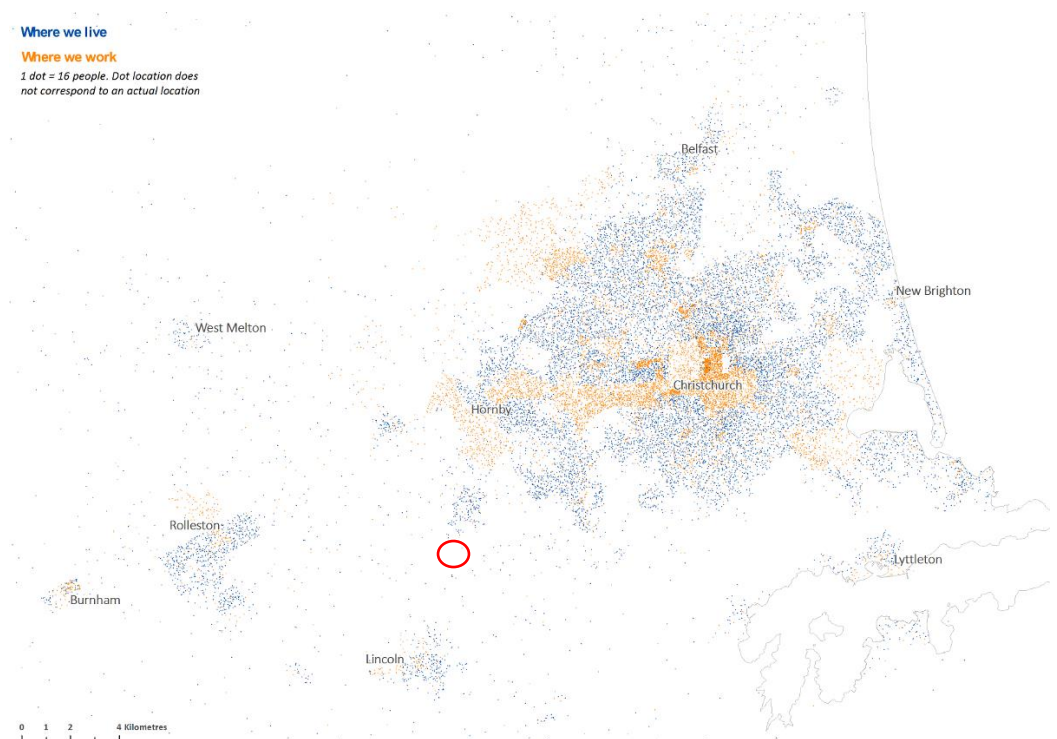 Where we live
Where we work
1 dot = 16 people. Dot location does
not correspond to an actual location
Belfast
New Brighton
West Melton
Christchurch
Hornby
Rolleston
Lyttleton
Burnham
Lincoln
0 1 2 4 Kilometres